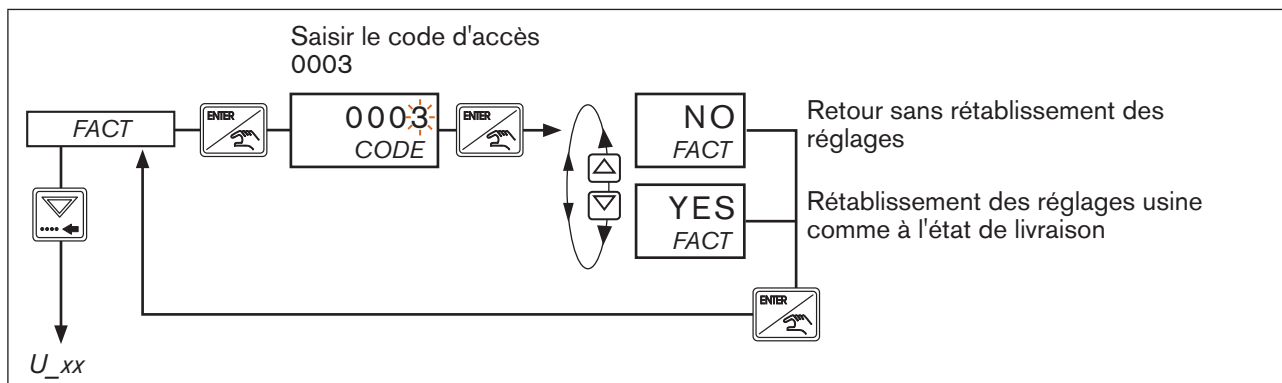 Saisir le code d'accès
0003
FACT
ENTER
0003
CODE
ENTER
NO
FACT
Retour sans rétablissement des
réglages
YES
FACT
Rétablissement des réglages usine
comme à l'état de livraison
ENTER
U_xx